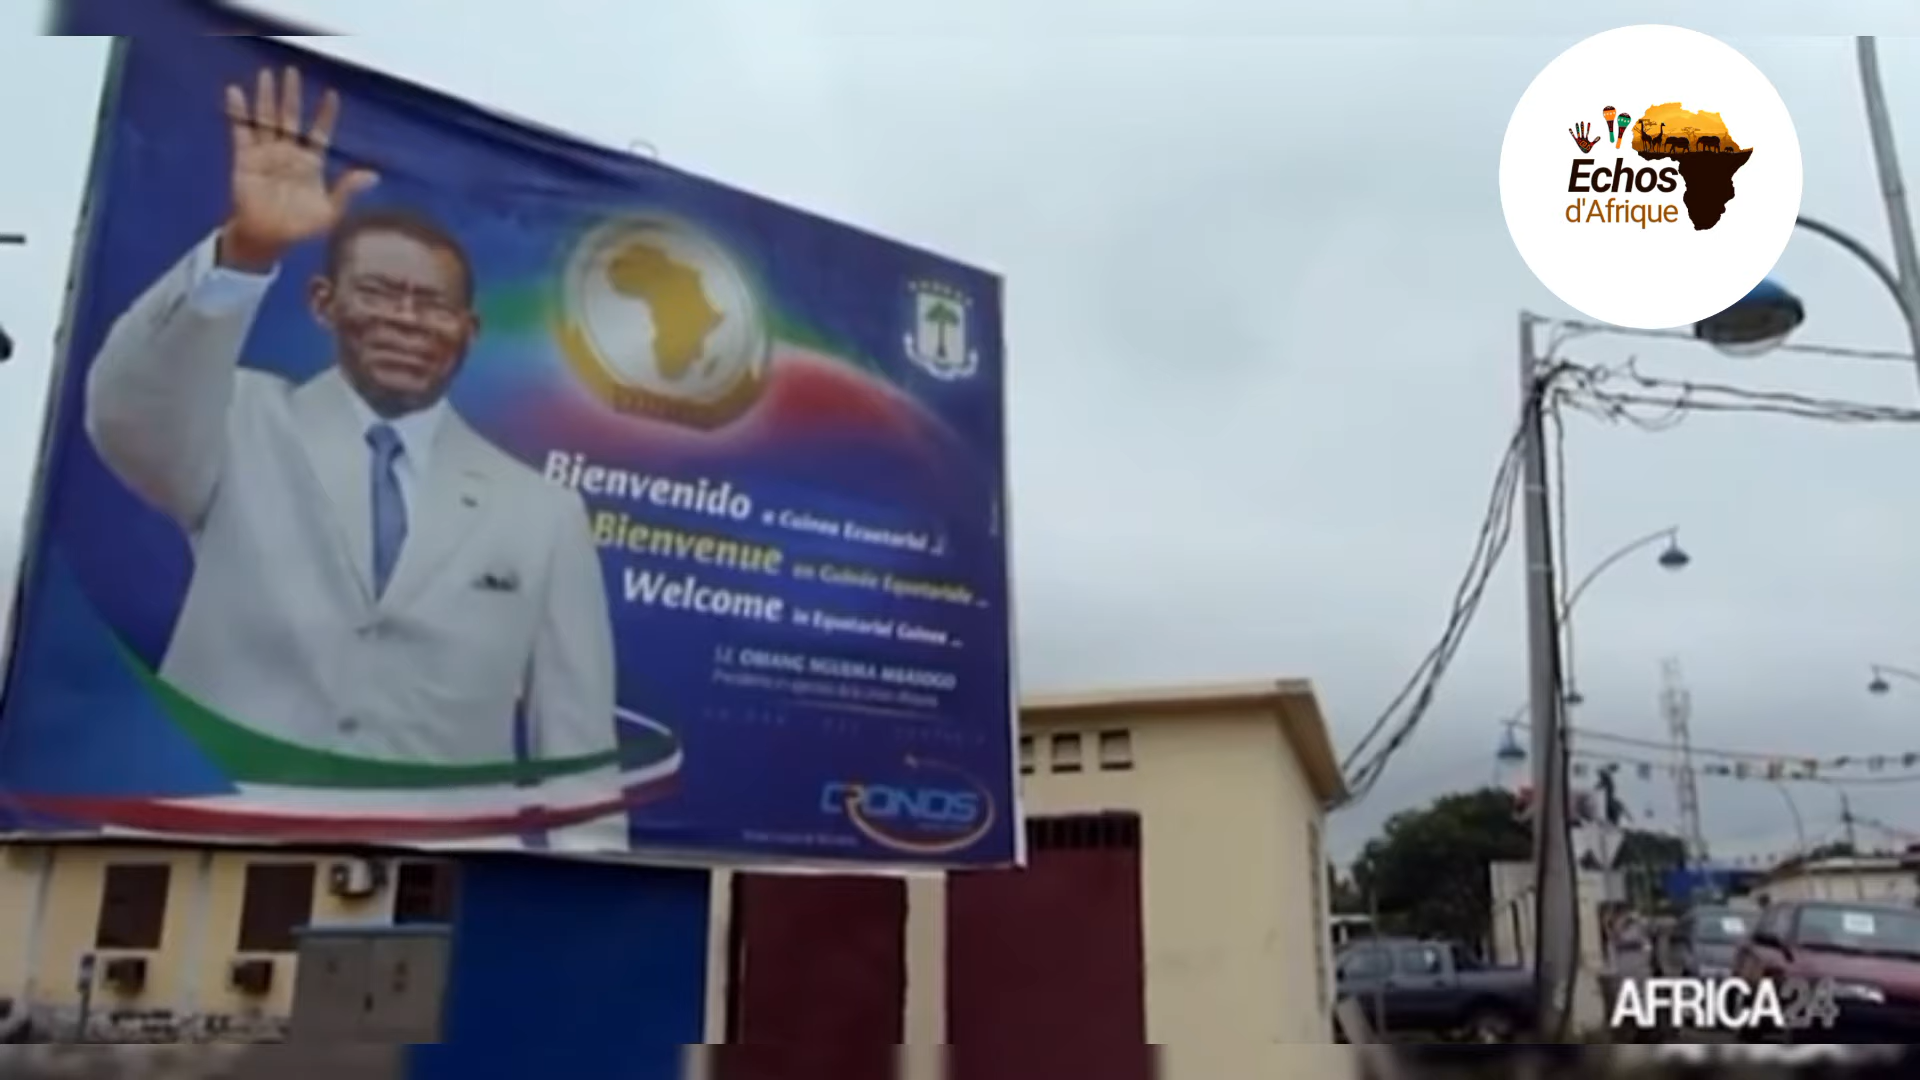 Echos
d'Afrique
Bienvenido a Guinea Ecuatorial ...
Bienvenue en Guinée Equatoriale ...
Welcome to Equatorial Guinea ...
S.E OBIANG NGUEMA MBASOGO
CRONOS
AFRICA24